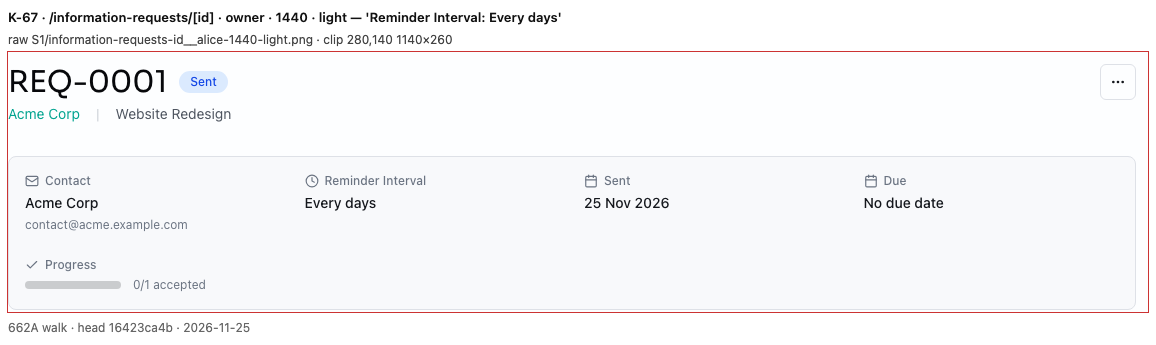 K-67 · /information-requests/[id] · owner · 1440 · light — 'Reminder Interval: Every days'
raw S1/information-requests-id__alice-1440-light.png · clip 280,140 1140×260
REQ-0001 Sent
Acme Corp | Website Redesign
Contact Reminder Interval Sent Due
Acme Corp Every days 25 Nov 2026 No due date
contact@acme.example.com
Progress
0/1 accepted
662A walk · head 16423ca4b · 2026-11-25